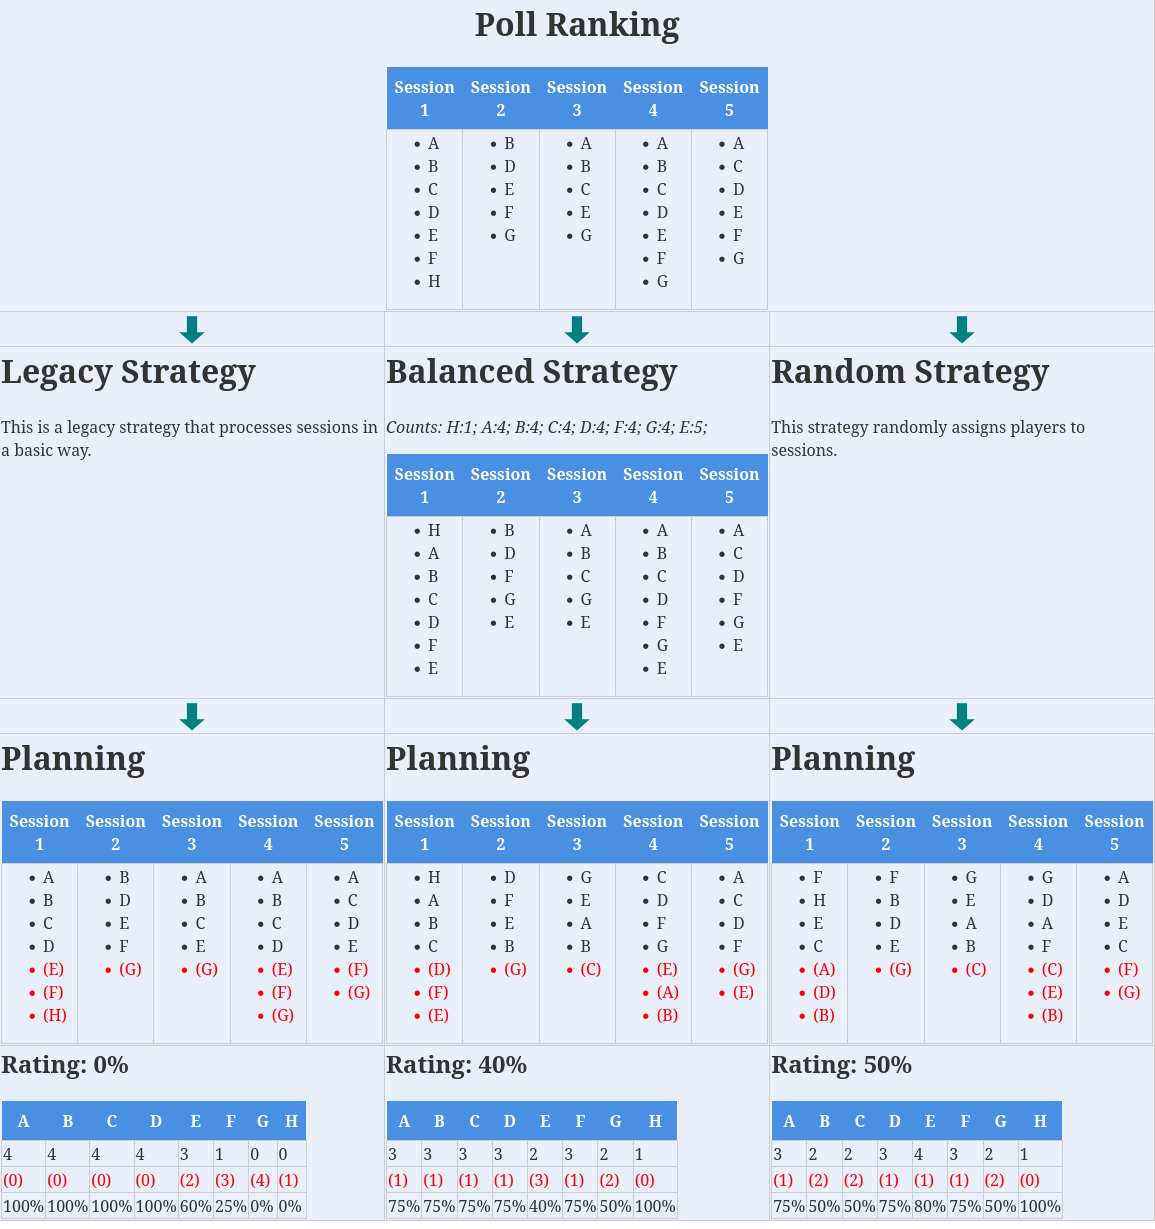 Poll Ranking
Session 1 Session 2 Session 3 Session 4 Session 5
• A • B • A • A • A
• B • D • B • B • C
• C • E • C • C • D
• D • F • E • D • E
• E • G • G • E • F
• F • F • G
• H • G
Legacy Strategy
This is a legacy strategy that processes sessions in
a basic way.
Balanced Strategy
Counts: H:1; A:4; B:4; C:4; D:4; F:4; G:4; E:5;
Session 1 Session 2 Session 3 Session 4 Session 5
• H • B • A • A • A
• A • D • B • B • C
• B • F • C • C • D
• C • G • G • D • F
• D • E • E • F • G
• F • G • E
• E • E
Random Strategy
This strategy randomly assigns players to
sessions.
Planning
Session 1 Session 2 Session 3 Session 4 Session 5
• A • B • A • A • A
• B • D • B • B • C
• C • E • C • C • D
• D • F • E • D • E
• (E) • (G) • (G) • (E) • (F)
• (F) • (F) • (G)
• (H) • (G)
Rating: 0%
A B C D E F G H
4 4 4 4 3 1 0 0
(0) (0) (0) (0) (2) (3) (4) (1)
100% 100% 100% 100% 60% 25% 0% 0%
Planning
Session 1 Session 2 Session 3 Session 4 Session 5
• H • D • G • C • A
• A • F • E • D • C
• B • E • A • F • D
• C • B • B • G • F
• (D) • (G) • (C) • (E) • (G)
• (F) • (A) • (E)
• (E) • (B)
Rating: 40%
A B C D E F G H
3 3 3 3 2 3 2 1
(1) (1) (1) (1) (3) (1) (2) (0)
75% 75% 75% 75% 40% 75% 50% 100%
Planning
Session 1 Session 2 Session 3 Session 4 Session 5
• F • F • G • G • A
• H • B • E • D • D
• E • D • A • A • E
• C • E • B • F • C
• (A) • (G) • (C) • (C) • (F)
• (D) • (E) • (G)
• (B) • (B)
Rating: 50%
A B C D E F G H
3 2 2 3 4 3 2 1
(1) (2) (2) (1) (1) (1) (2) (0)
75% 50% 50% 75% 80% 75% 50% 100%